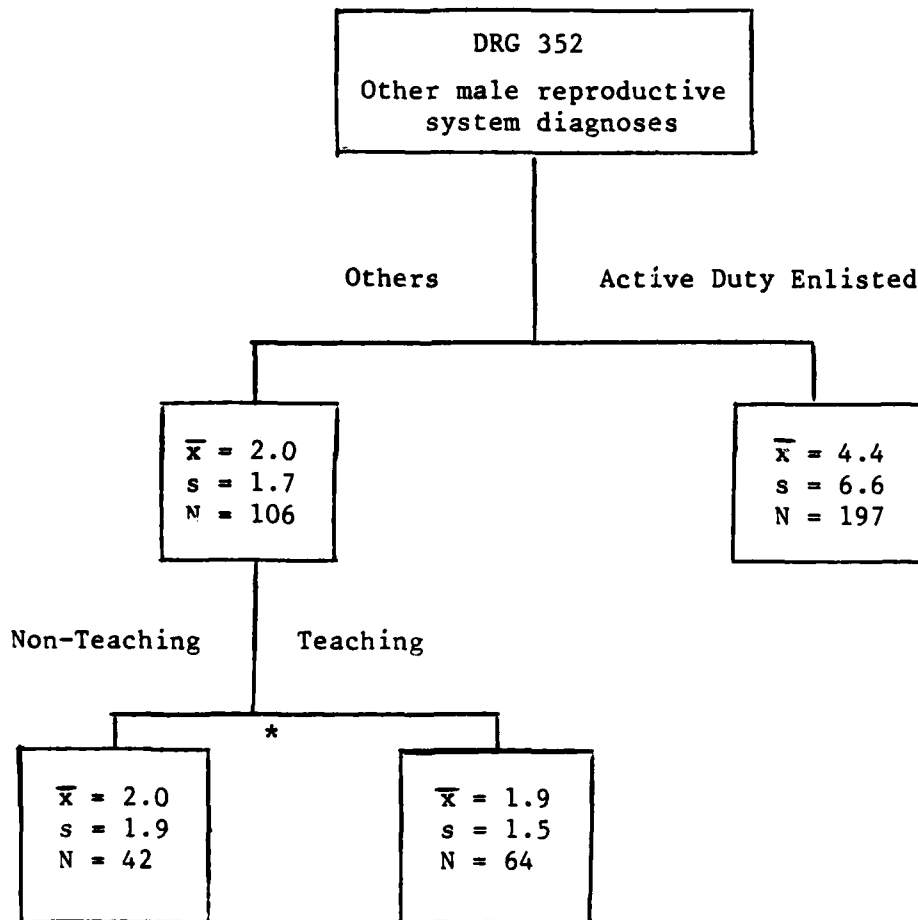 DRG 352
Other male reproductive
system diagnoses
Others
Active Duty Enlisted
x̄ = 2.0
s = 1.7
N = 106
x̄ = 4.4
s = 6.6
N = 197
Non-Teaching
Teaching
*
x̄ = 2.0
s = 1.9
N = 42
x̄ = 1.9
s = 1.5
N = 64